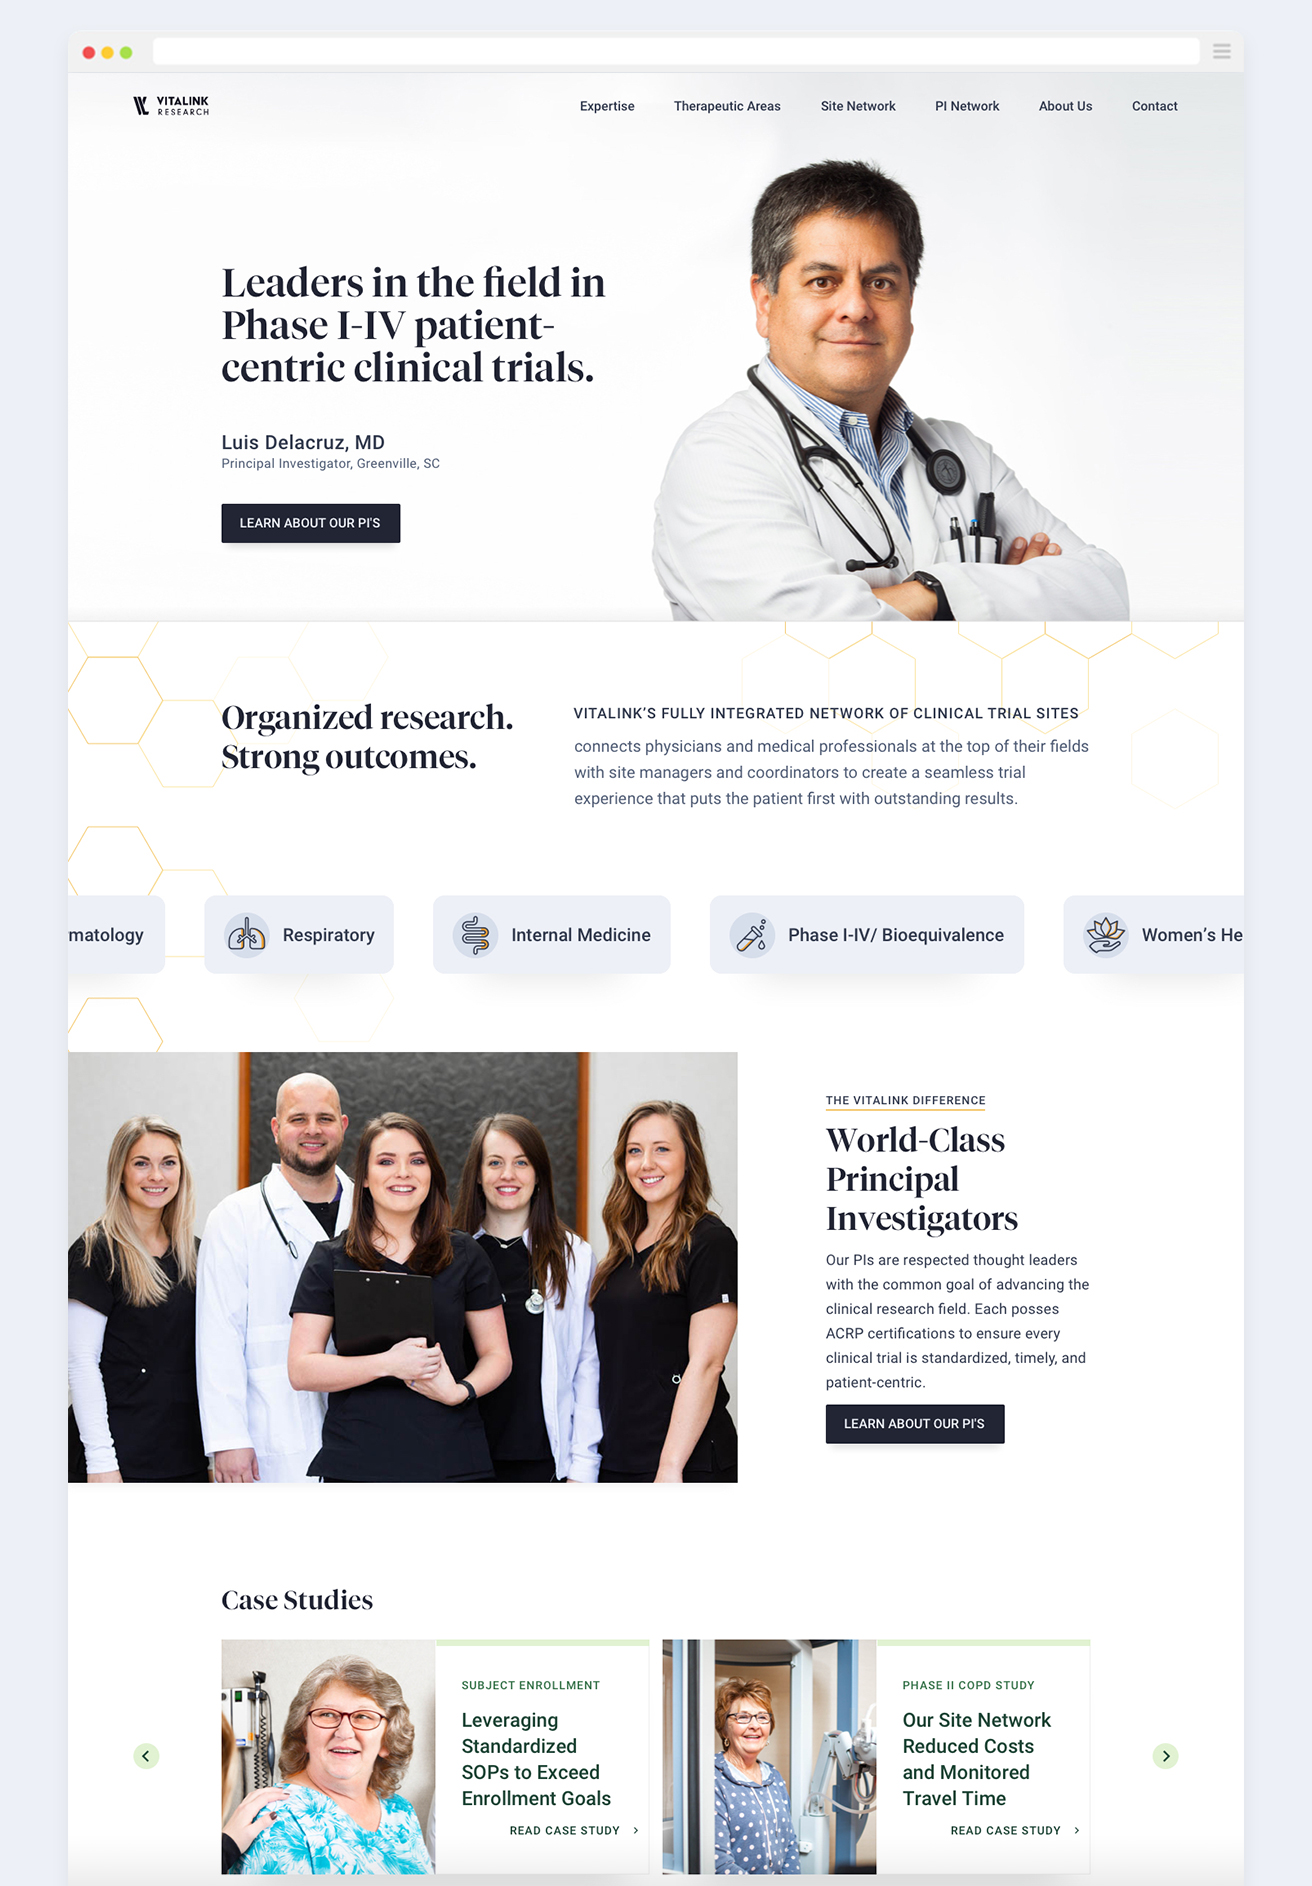 VITALINK
RESEARCH
Expertise
Therapeutic Areas
Site Network
PI Network
About Us
Contact
Leaders in the field in
Phase I-IV patient-
centric clinical trials.
Luis Delacruz, MD
Principal Investigator, Greenville, SC
LEARN ABOUT OUR PI'S
Organized research.
Strong outcomes.
VITALINK’S FULLY INTEGRATED NETWORK OF CLINICAL TRIAL SITES
connects physicians and medical professionals at the top of their fields
with site managers and coordinators to create a seamless trial
experience that puts the patient first with outstanding results.
matology
Respiratory
Internal Medicine
Phase I-IV/ Bioequivalence
Women’s He
THE VITALINK DIFFERENCE
World-Class
Principal
Investigators
Our PIs are respected thought leaders
with the common goal of advancing the
clinical research field. Each posses
ACRP certifications to ensure every
clinical trial is standardized, timely, and
patient-centric.
LEARN ABOUT OUR PI'S
Case Studies
SUBJECT ENROLLMENT
Leveraging
Standardized
SOPs to Exceed
Enrollment Goals
READ CASE STUDY
PHASE II COPD STUDY
Our Site Network
Reduced Costs
and Monitored
Travel Time
READ CASE STUDY